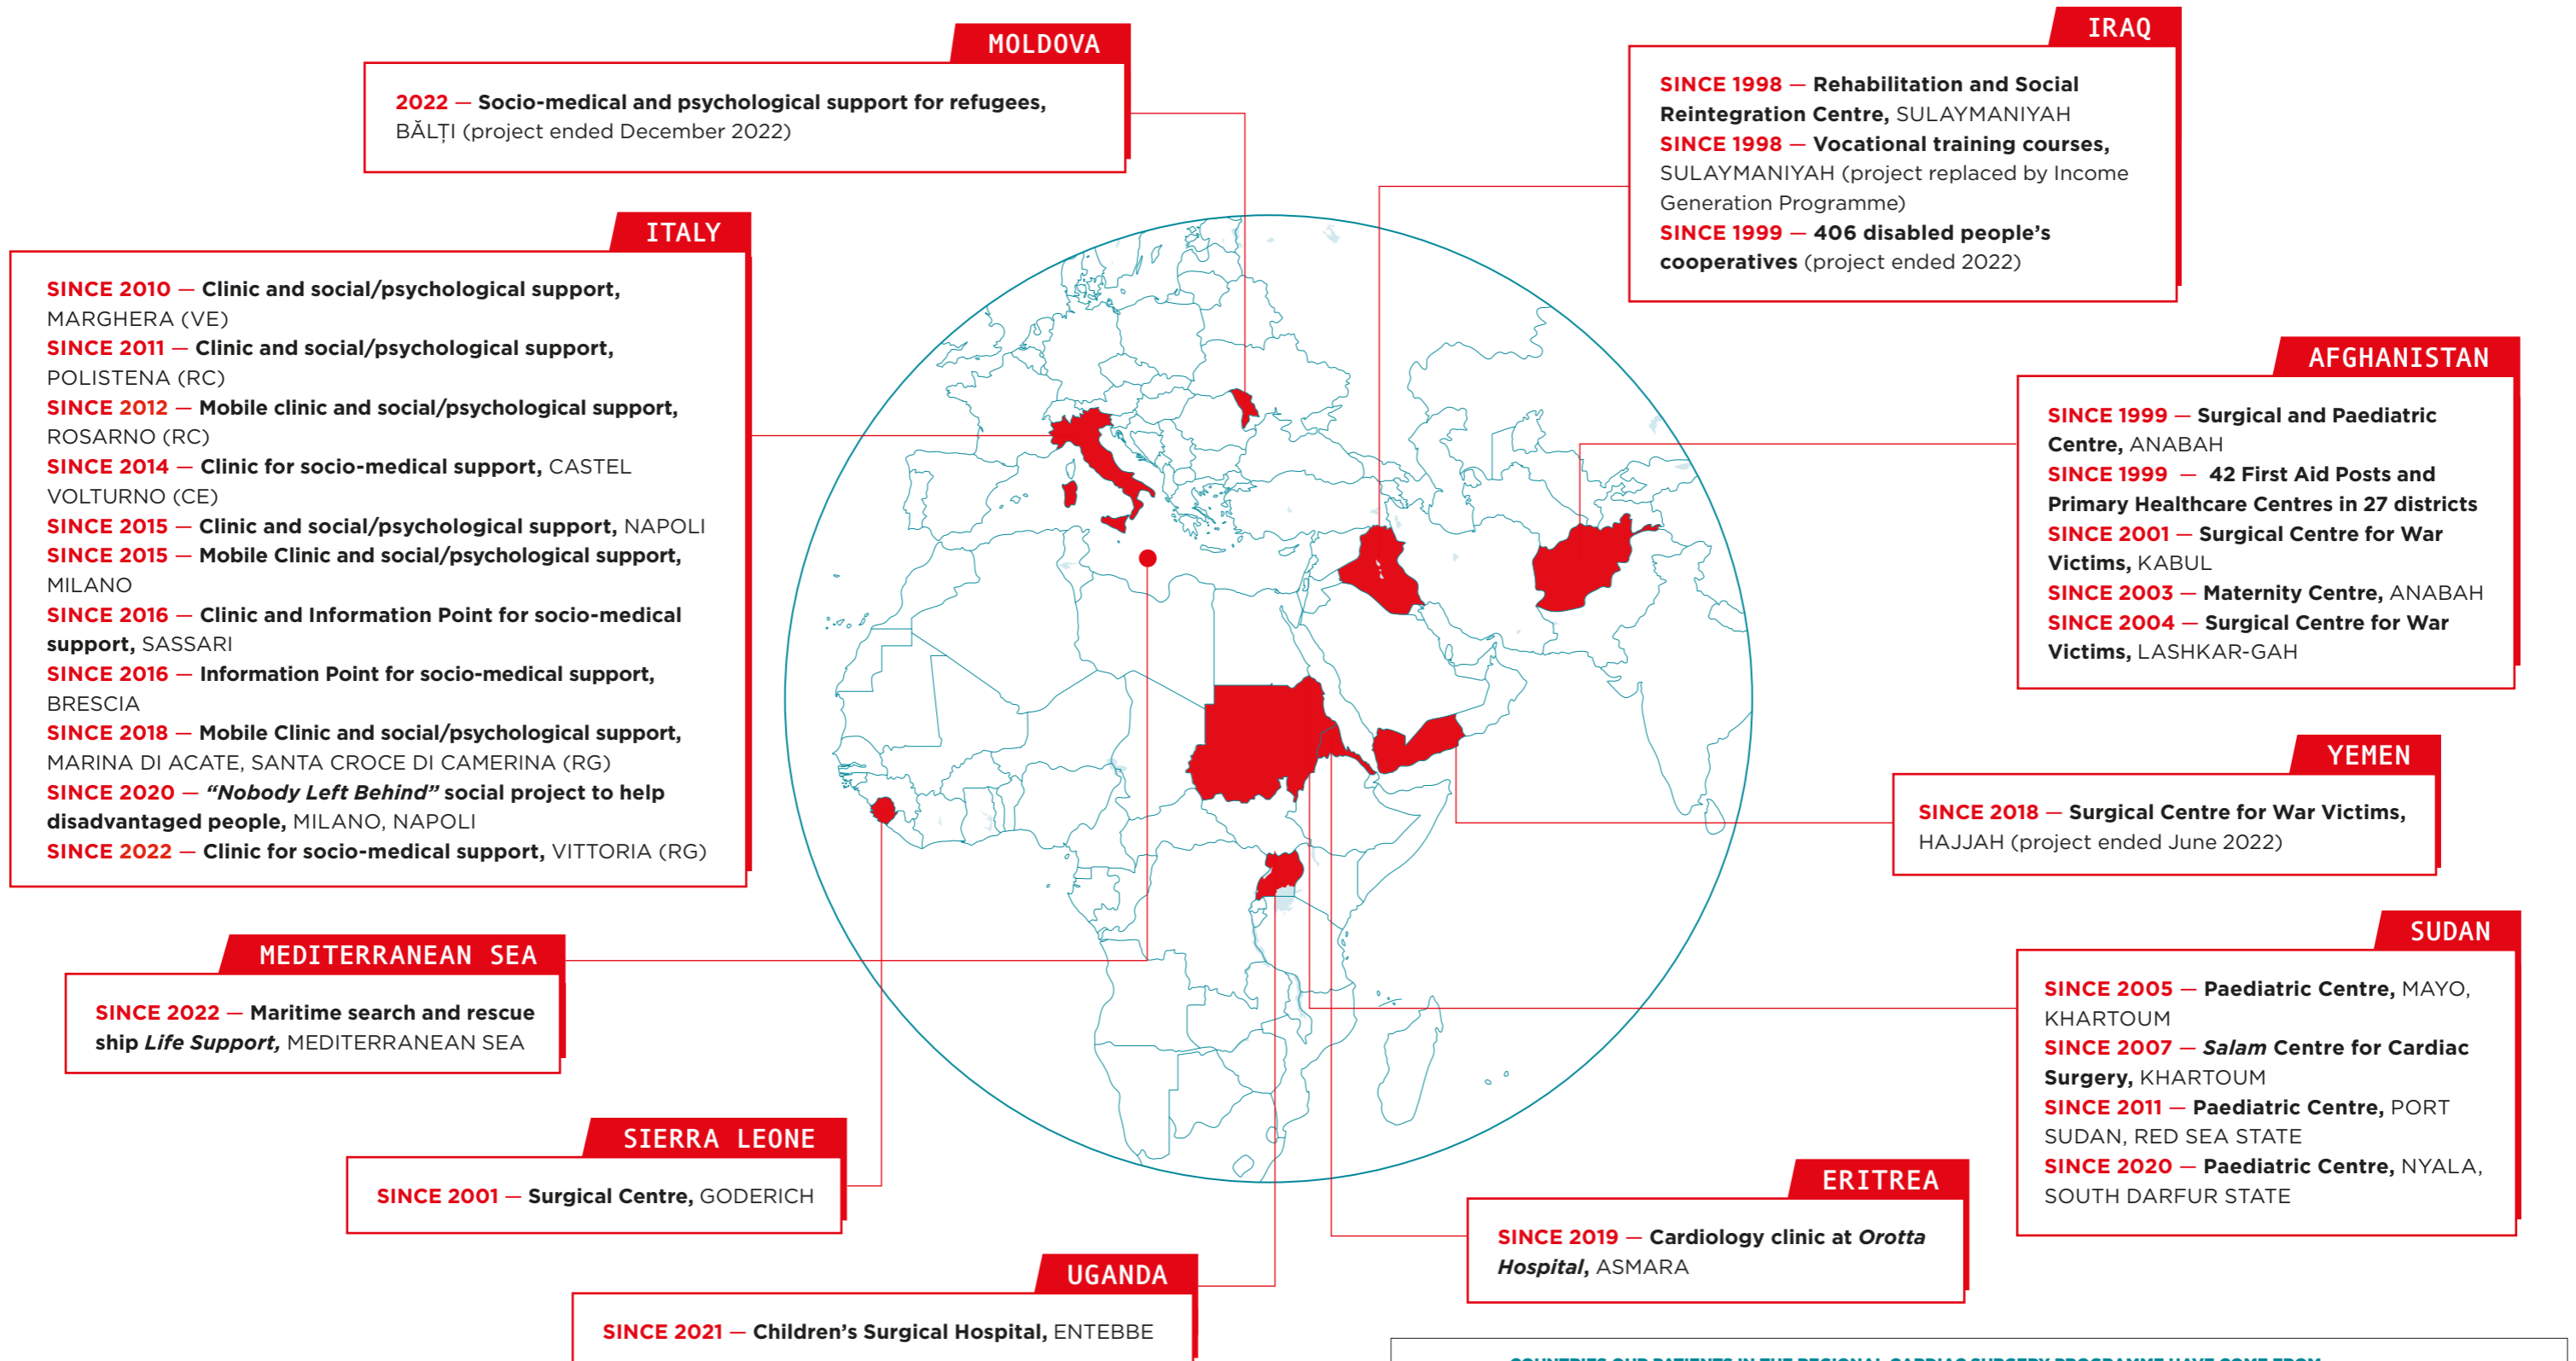 MOLDOVA
2022 — Socio-medical and psychological support for refugees,
BĂLȚI (project ended December 2022)
IRAQ
SINCE 1998 — Rehabilitation and Social
Reintegration Centre, SULAYMANIYAH
SINCE 1998 — Vocational training courses,
SULAYMANIYAH (project replaced by Income
Generation Programme)
SINCE 1999 — 406 disabled people’s
cooperatives (project ended 2022)
ITALY
SINCE 2010 — Clinic and social/psychological support,
MARGHERA (VE)
SINCE 2011 — Clinic and social/psychological support,
POLISTENA (RC)
SINCE 2012 — Mobile clinic and social/psychological support,
ROSARNO (RC)
SINCE 2014 — Clinic for socio-medical support, CASTEL
VOLTURNO (CE)
SINCE 2015 — Clinic and social/psychological support, NAPOLI
SINCE 2015 — Mobile Clinic and social/psychological support,
MILANO
SINCE 2016 — Clinic and Information Point for socio-medical
support, SASSARI
SINCE 2016 — Information Point for socio-medical support,
BRESCIA
SINCE 2018 — Mobile Clinic and social/psychological support,
MARINA DI ACATE, SANTA CROCE DI CAMERINA (RG)
SINCE 2020 — “Nobody Left Behind” social project to help
disadvantaged people, MILANO, NAPOLI
SINCE 2022 — Clinic for socio-medical support, VITTORIA (RG)
AFGHANISTAN
SINCE 1999 — Surgical and Paediatric
Centre, ANABAH
SINCE 1999 — 42 First Aid Posts and
Primary Healthcare Centres in 27 districts
SINCE 2001 — Surgical Centre for War
Victims, KABUL
SINCE 2003 — Maternity Centre, ANABAH
SINCE 2004 — Surgical Centre for War
Victims, LASHKAR-GAH
YEMEN
SINCE 2018 — Surgical Centre for War Victims,
HAJJAH (project ended June 2022)
MEDITERRANEAN SEA
SINCE 2022 — Maritime search and rescue
ship Life Support, MEDITERRANEAN SEA
SUDAN
SINCE 2005 — Paediatric Centre, MAYO,
KHARTOUM
SINCE 2007 — Salam Centre for Cardiac
Surgery, KHARTOUM
SINCE 2011 — Paediatric Centre, PORT
SUDAN, RED SEA STATE
SINCE 2020 — Paediatric Centre, NYALA,
SOUTH DARFUR STATE
SIERRA LEONE
SINCE 2001 — Surgical Centre, GODERICH
ERITREA
SINCE 2019 — Cardiology clinic at Orotta
Hospital, ASMARA
UGANDA
SINCE 2021 — Children’s Surgical Hospital, ENTEBBE
COUNTRIES OUR PATIENTS IN THE REGIONAL CARDIAC SURGERY PROGRAMME HAVE COME FROM